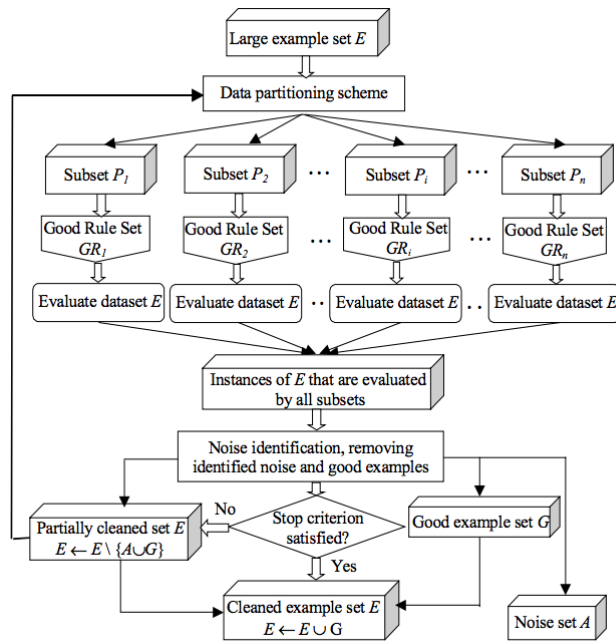 Large example set E
Data partitioning scheme
Subset P1
Subset P2
...
Subset Pi
...
Subset Pn
Good Rule Set
GR1
Good Rule Set
GR2
...
Good Rule Set
GRi
...
Good Rule Set
GRn
Evaluate dataset E
Evaluate dataset E
..
Evaluate dataset E
..
Evaluate dataset E
Instances of E that are evaluated
by all subsets
Noise identification, removing
identified noise and good examples
No
Partially cleaned set E
E ← E \ {A∪G}
Stop criterion
satisfied?
Good example set G
Yes
Cleaned example set E
E ← E ∪ G
Noise set A